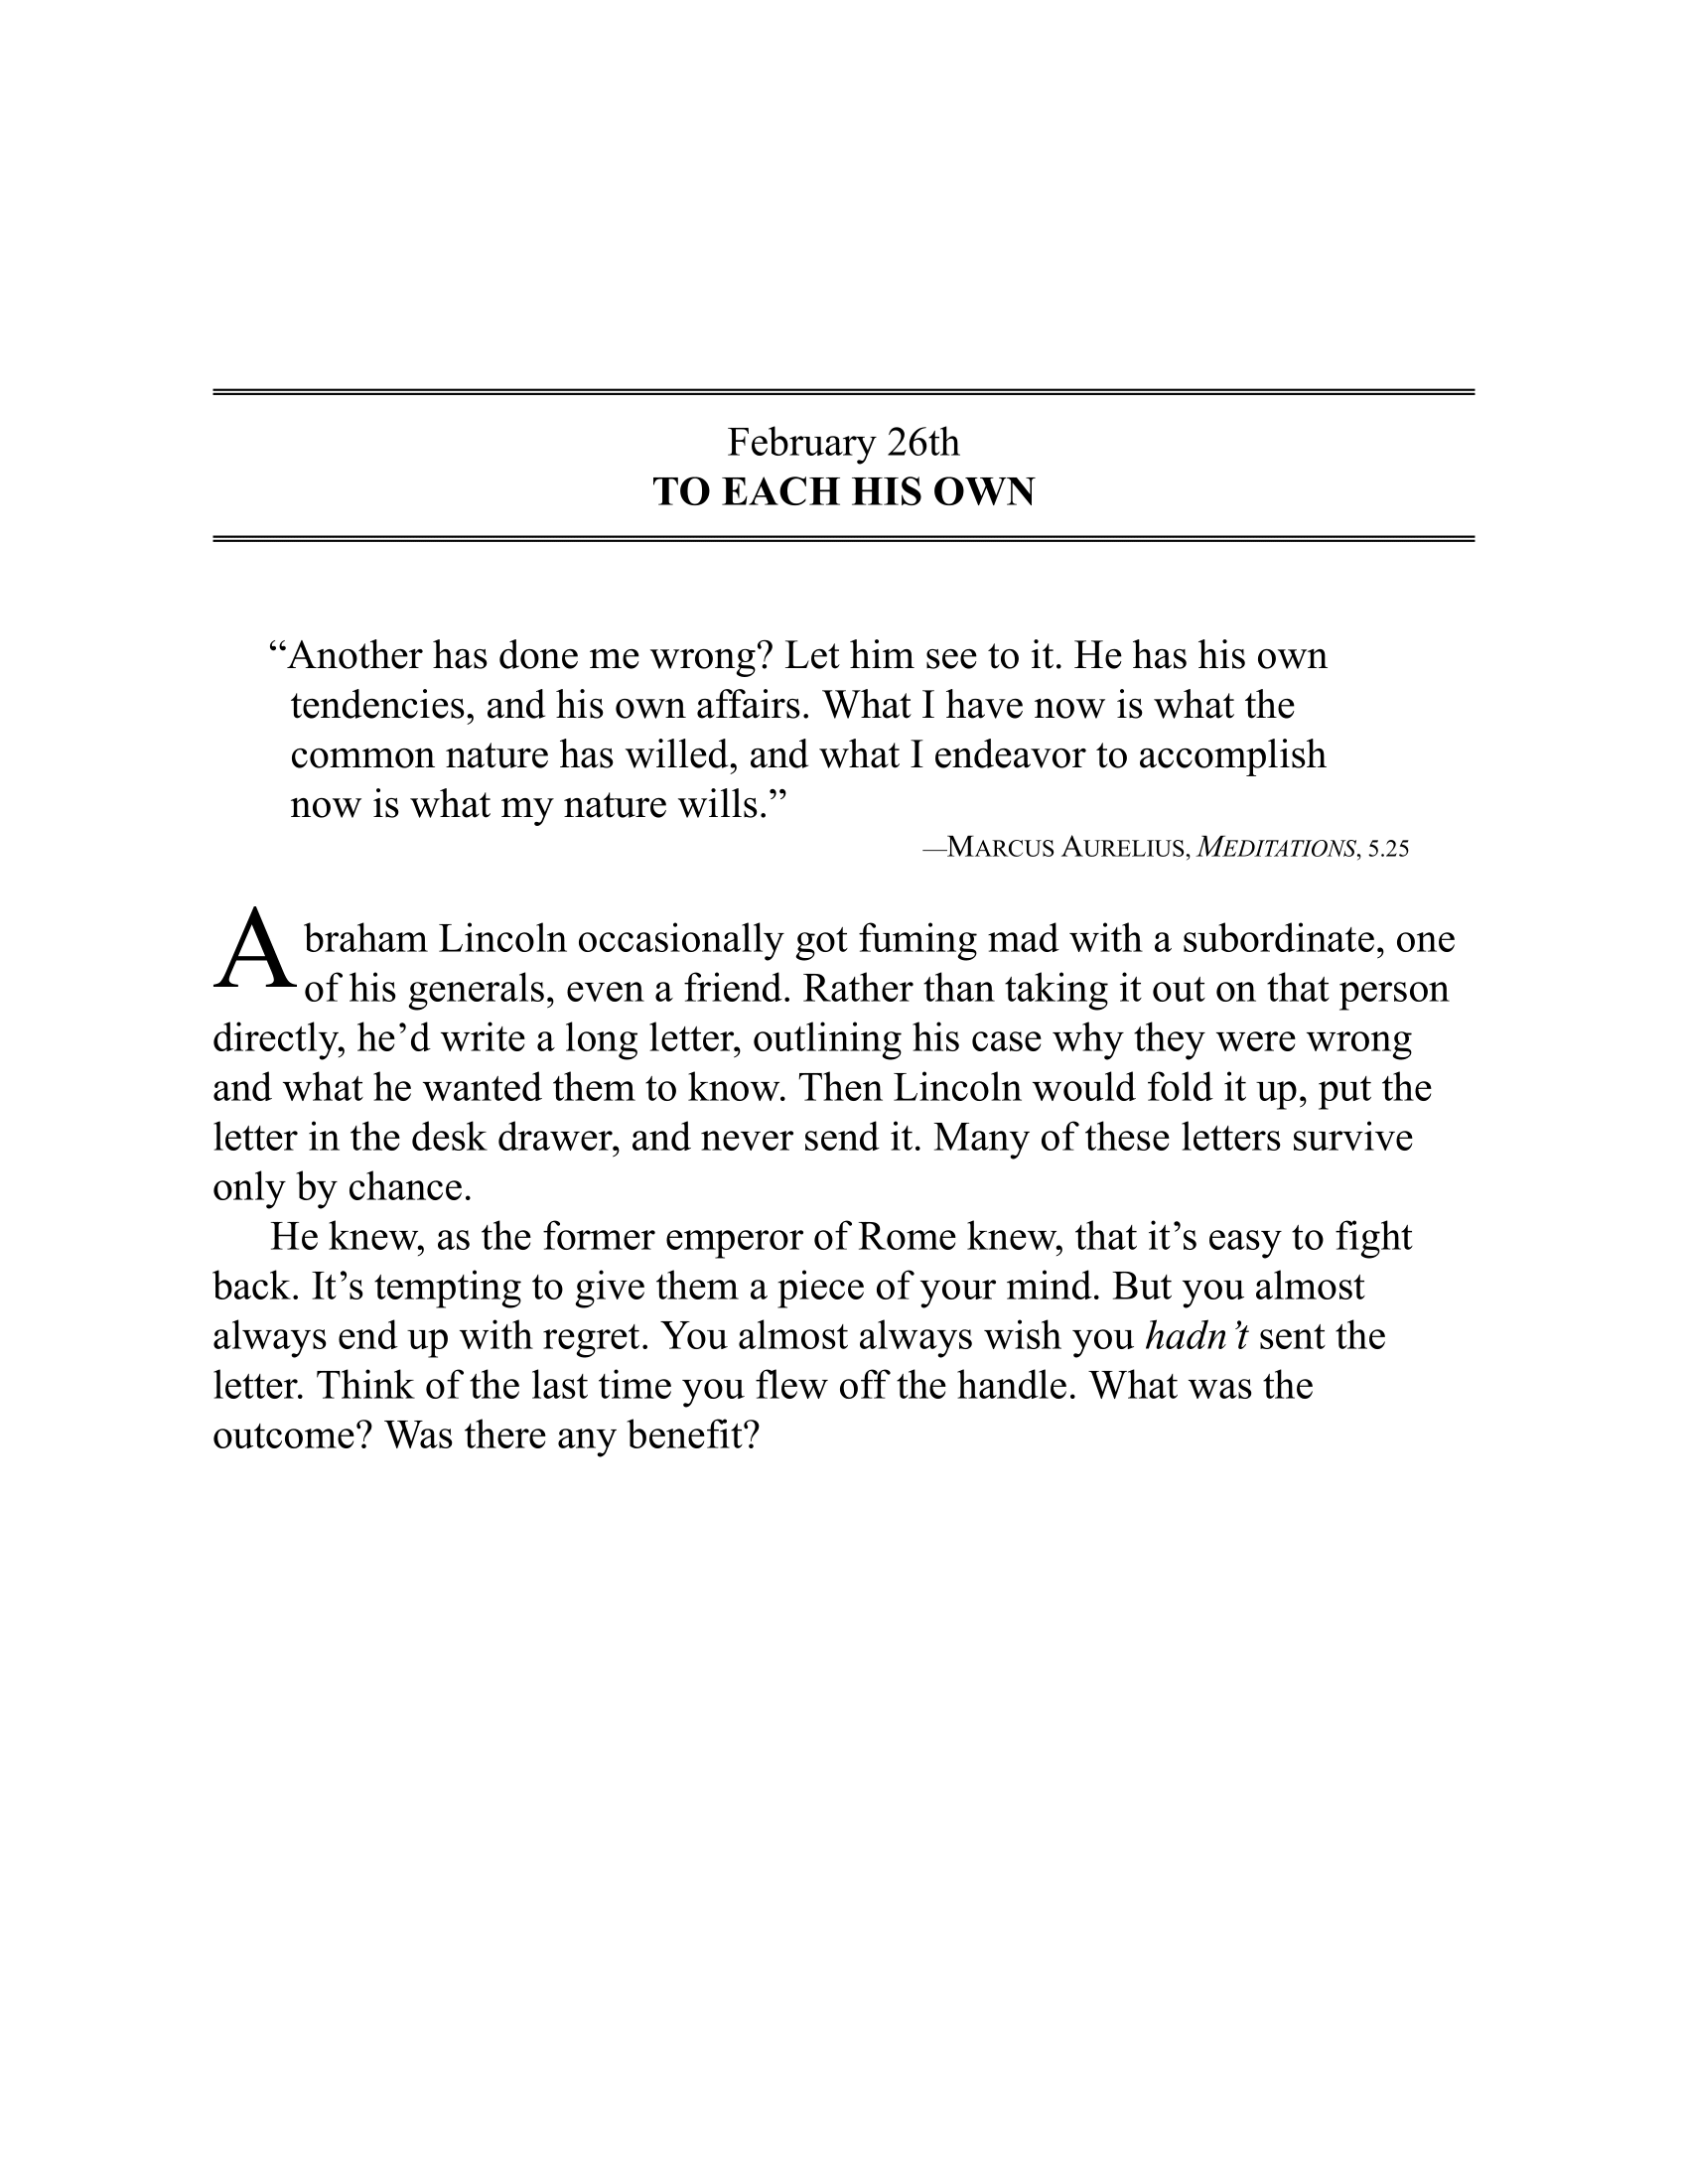 February 26th
TO EACH HIS OWN
“Another has done me wrong? Let him see to it. He has his own
tendencies, and his own affairs. What I have now is what the
common nature has willed, and what I endeavor to accomplish
now is what my nature wills.”
—MARCUS AURELIUS, MEDITATIONS, 5.25
Abraham Lincoln occasionally got fuming mad with a subordinate, one
of his generals, even a friend. Rather than taking it out on that person
directly, he’d write a long letter, outlining his case why they were wrong
and what he wanted them to know. Then Lincoln would fold it up, put the
letter in the desk drawer, and never send it. Many of these letters survive
only by chance.
He knew, as the former emperor of Rome knew, that it’s easy to fight
back. It’s tempting to give them a piece of your mind. But you almost
always end up with regret. You almost always wish you hadn’t sent the
letter. Think of the last time you flew off the handle. What was the
outcome? Was there any benefit?